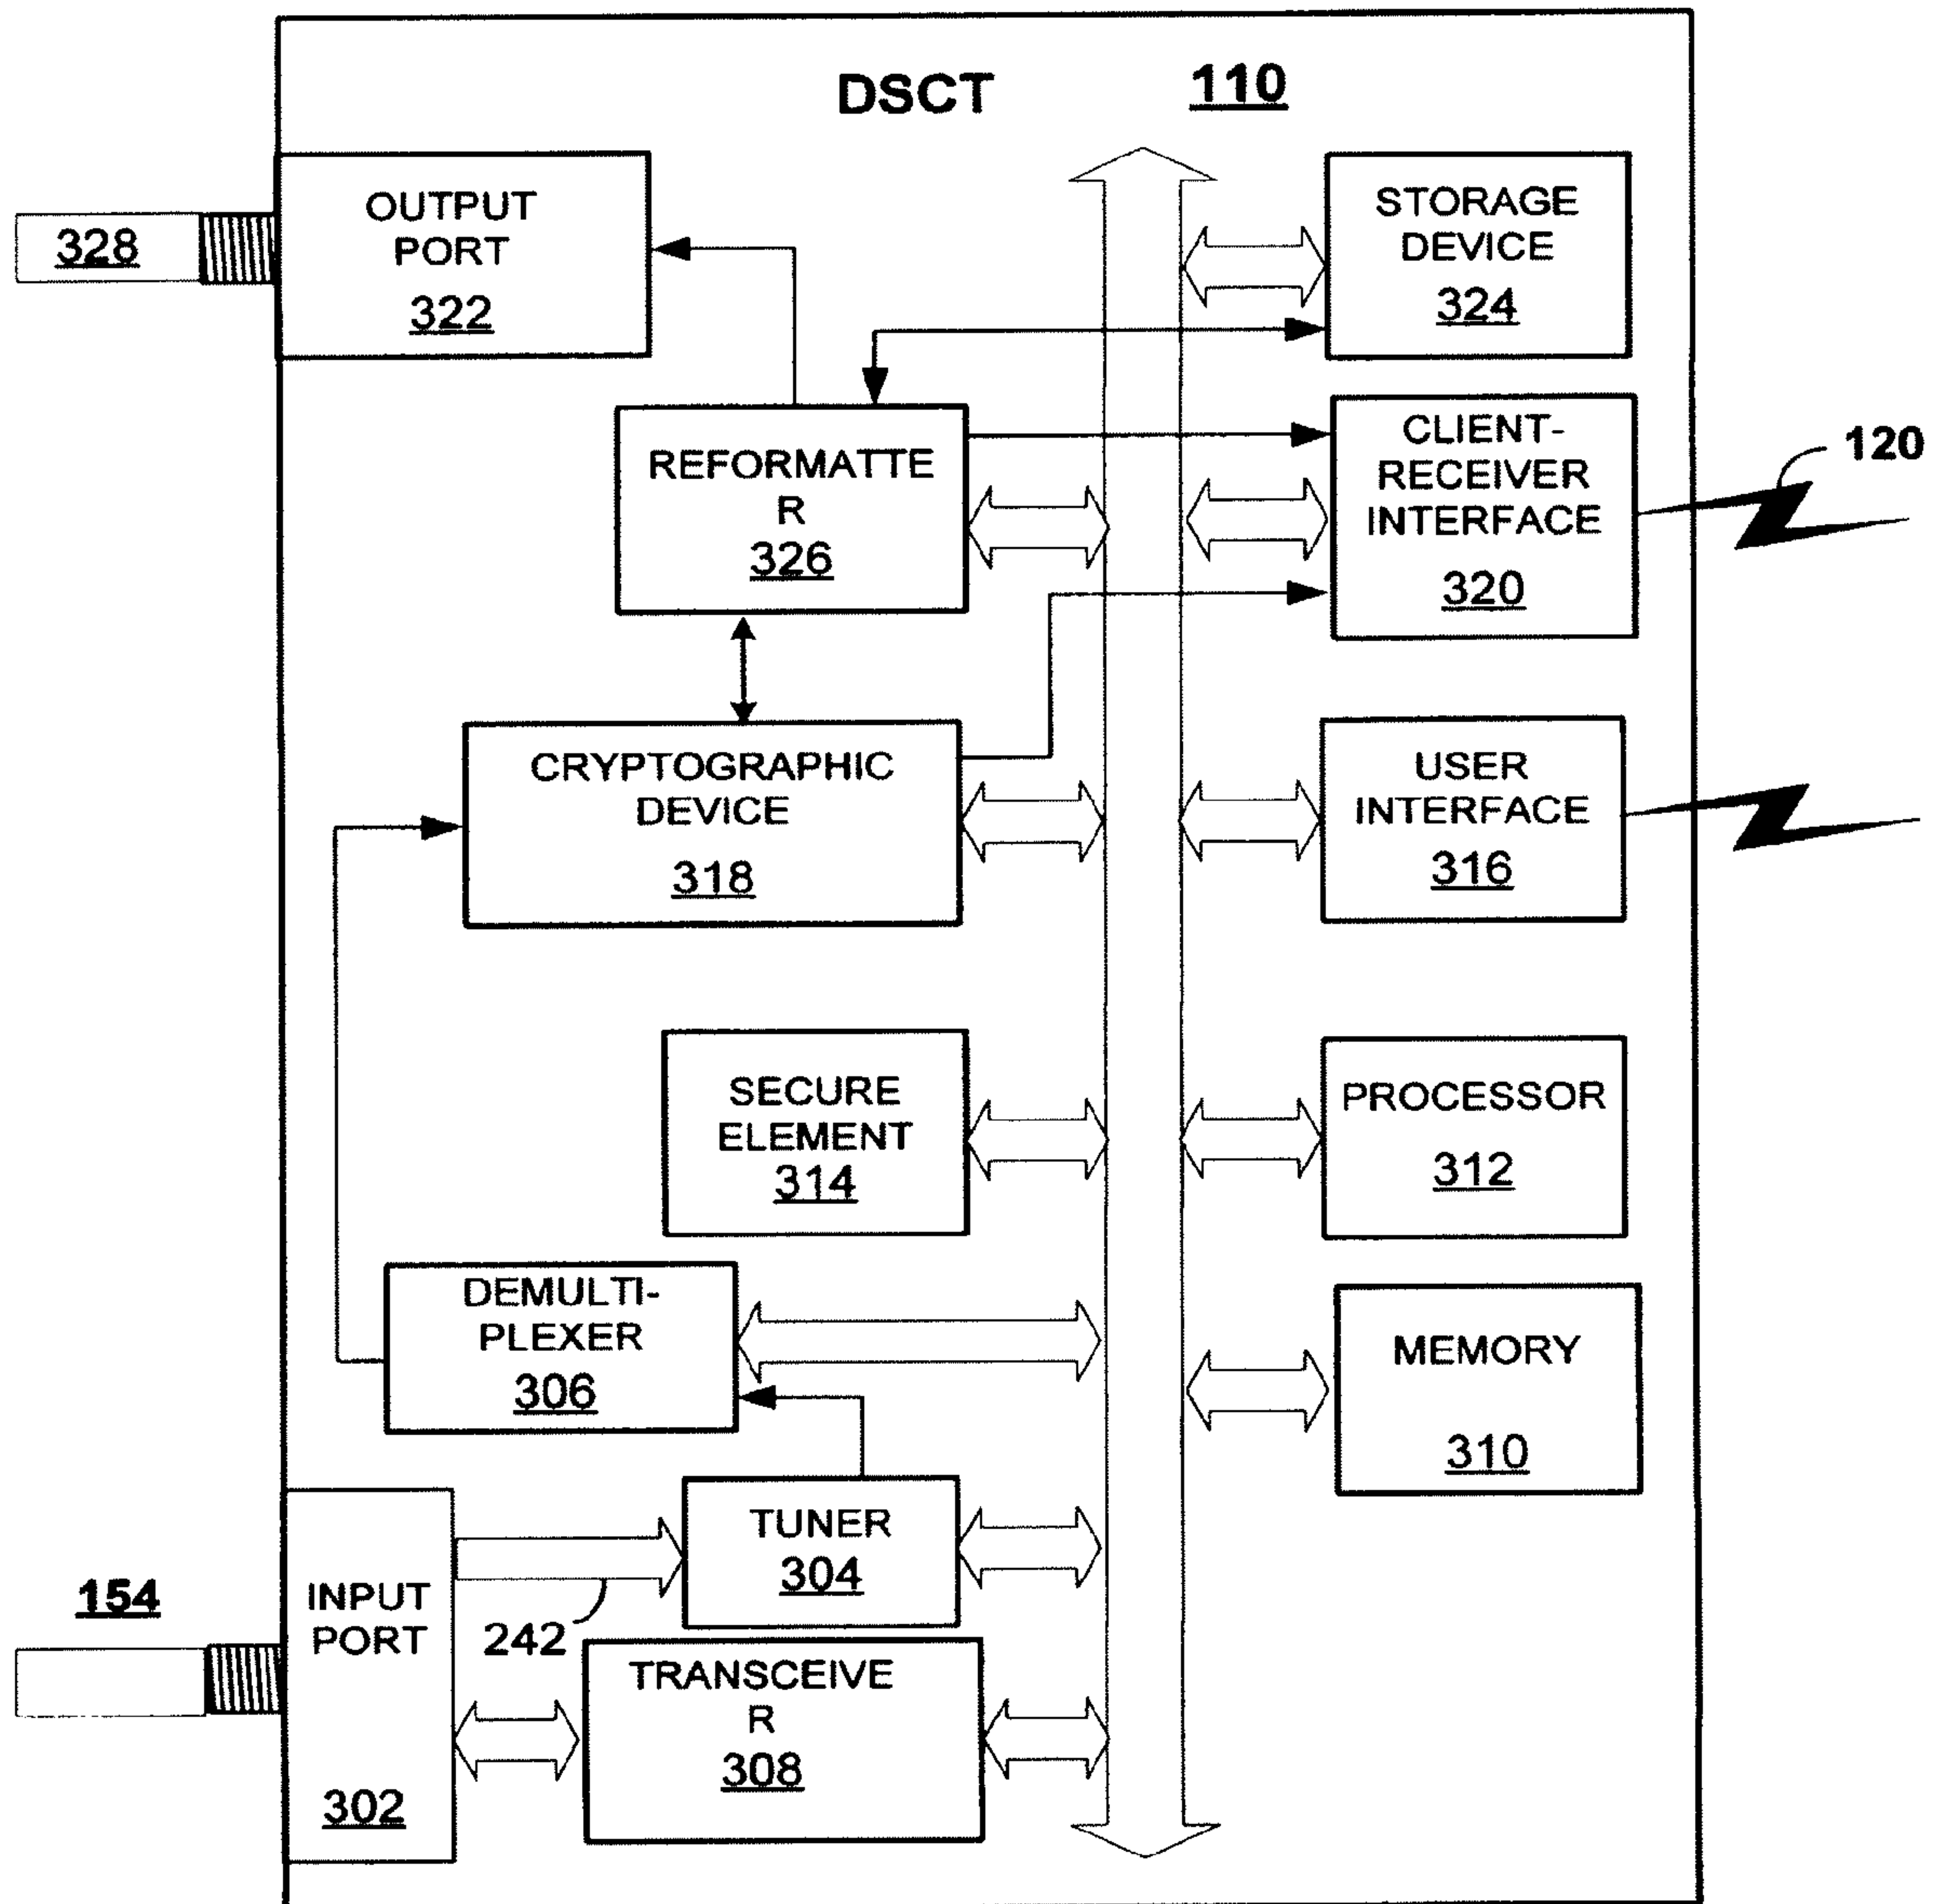 DSCT 110
OUTPUT
PORT
322
328
STORAGE
DEVICE
324
REFORMATTE
R
326
CLIENT-
RECEIVER
INTERFACE
320
120
CRYPTOGRAPHIC
DEVICE
318
USER
INTERFACE
316
SECURE
ELEMENT
314
PROCESSOR
312
DEMULTI-
PLEXER
306
MEMORY
310
TUNER
304
242
154
INPUT
PORT
302
TRANSCEIVE
R
308